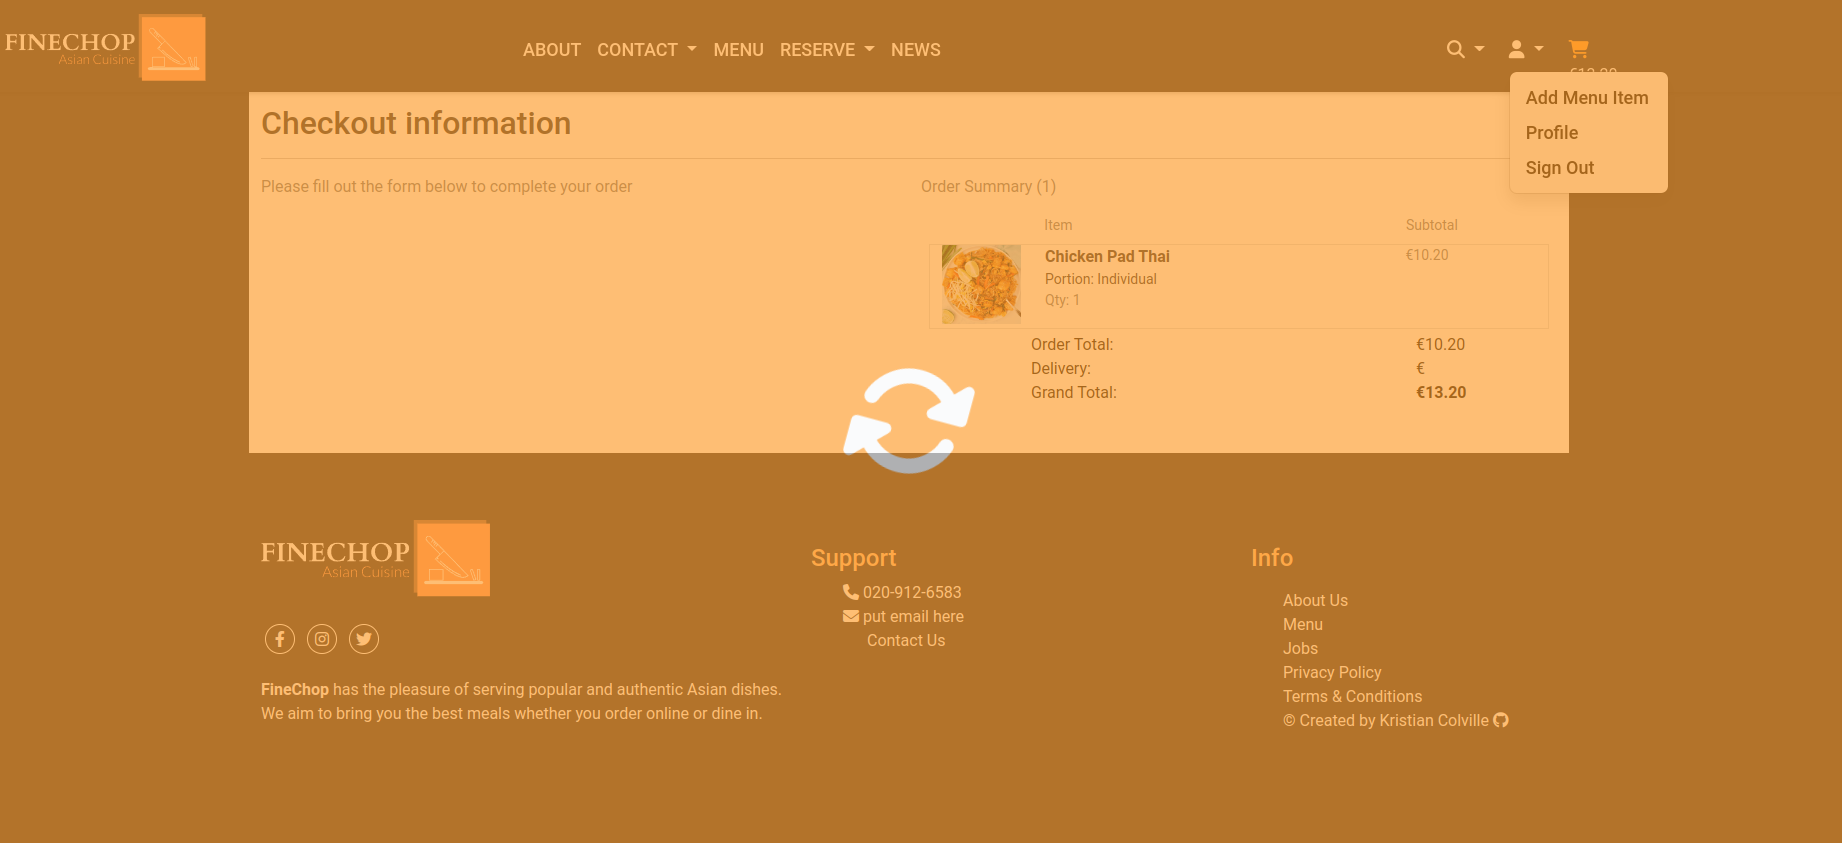 FINECHOP
Asian Cuisine
ABOUT CONTACT MENU RESERVE NEWS
Add Menu Item
Profile
Sign Out
Checkout information
Please fill out the form below to complete your order
Order Summary (1)
Item Subtotal
Chicken Pad Thai €10.20
Portion: Individual
Qty: 1
Order Total: €10.20
Delivery: €
Grand Total: €13.20
FINECHOP
Asian Cuisine
FineChop has the pleasure of serving popular and authentic Asian dishes.
We aim to bring you the best meals whether you order online or dine in.
Support
020-912-6583
put email here
Contact Us
Info
About Us
Menu
Jobs
Privacy Policy
Terms & Conditions
© Created by Kristian Colville